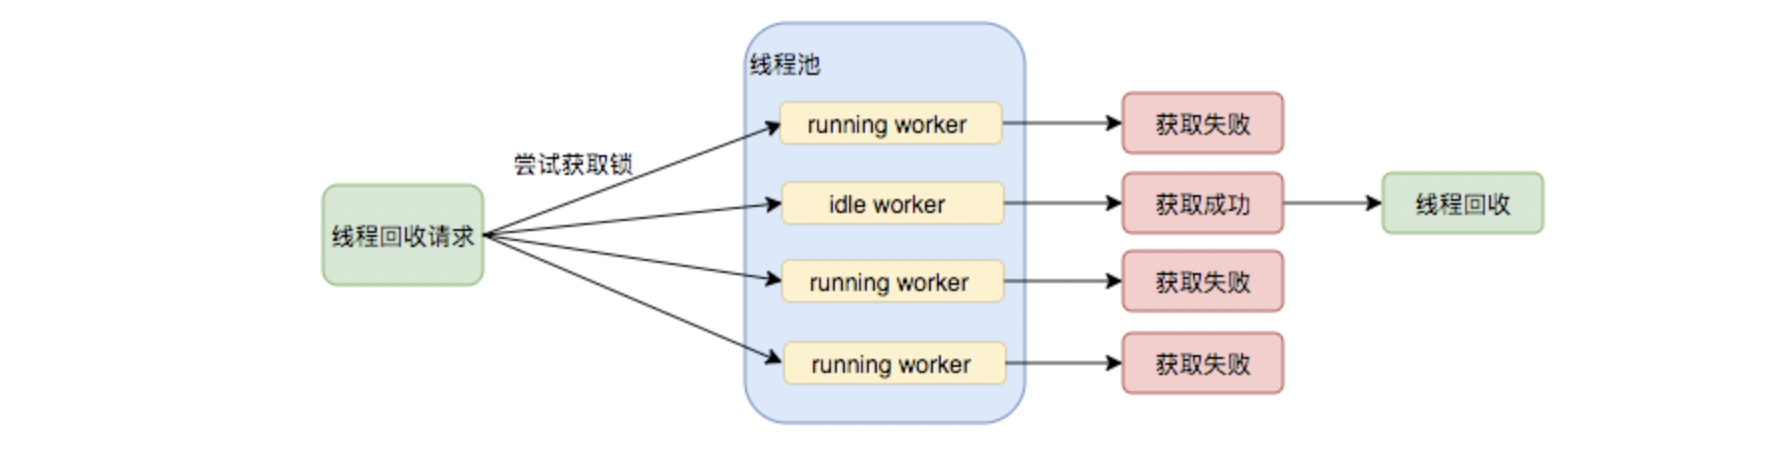 线程池
running worker
获取失败
尝试获取锁
idle worker
获取成功
线程回收
线程回收请求
running worker
获取失败
running worker
获取失败